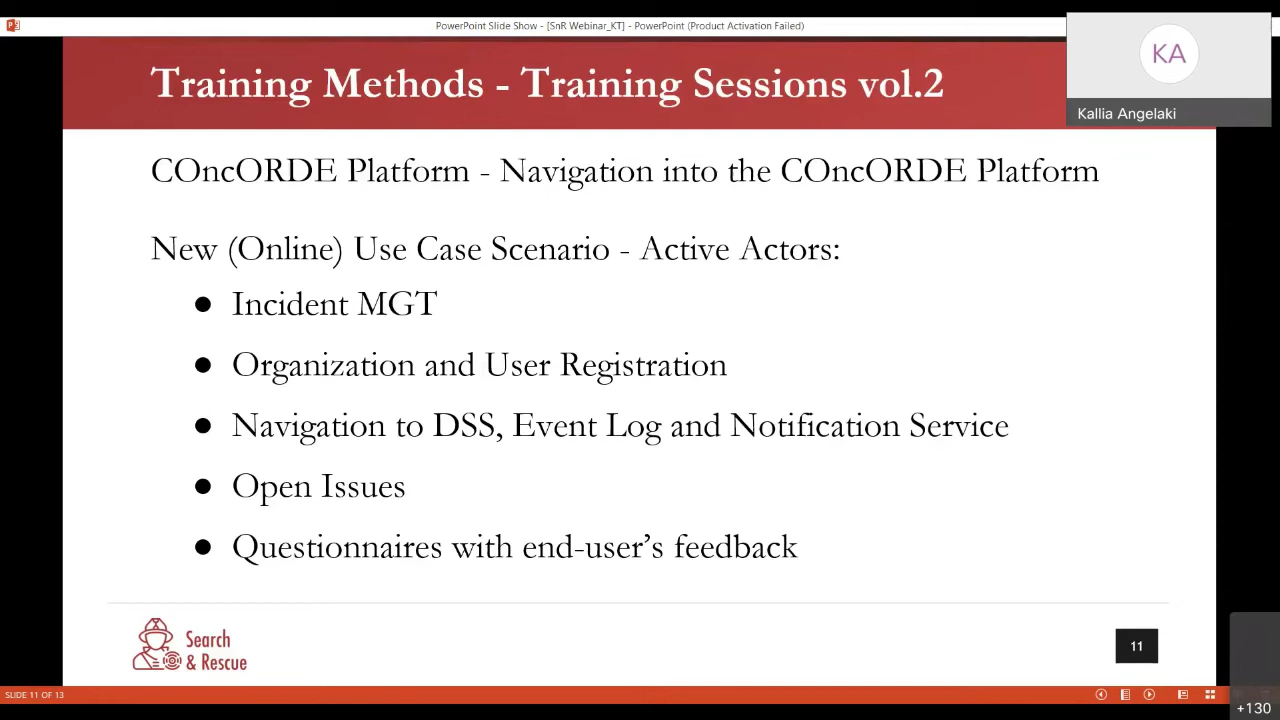 PowerPoint Slide Show - [SnR Webinar_KT] - PowerPoint (Product Activation Failed)
KA
Kallia Angelaki
Training Methods - Training Sessions vol.2
COncORDE Platform - Navigation into the COncORDE Platform
New (Online) Use Case Scenario - Active Actors:
● Incident MGT
● Organization and User Registration
● Navigation to DSS, Event Log and Notification Service
● Open Issues
● Questionnaires with end-user’s feedback
Search
& Rescue
11
SLIDE 11 OF 13
+130